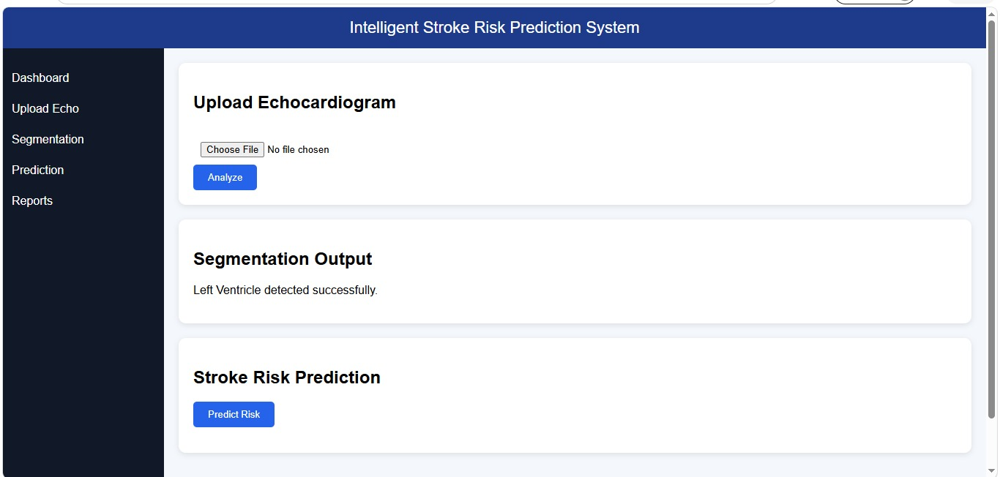 Intelligent Stroke Risk Prediction System
Dashboard
Upload Echo
Segmentation
Prediction
Reports
Upload Echocardiogram
Choose File No file chosen
Analyze
Segmentation Output
Left Ventricle detected successfully.
Stroke Risk Prediction
Predict Risk